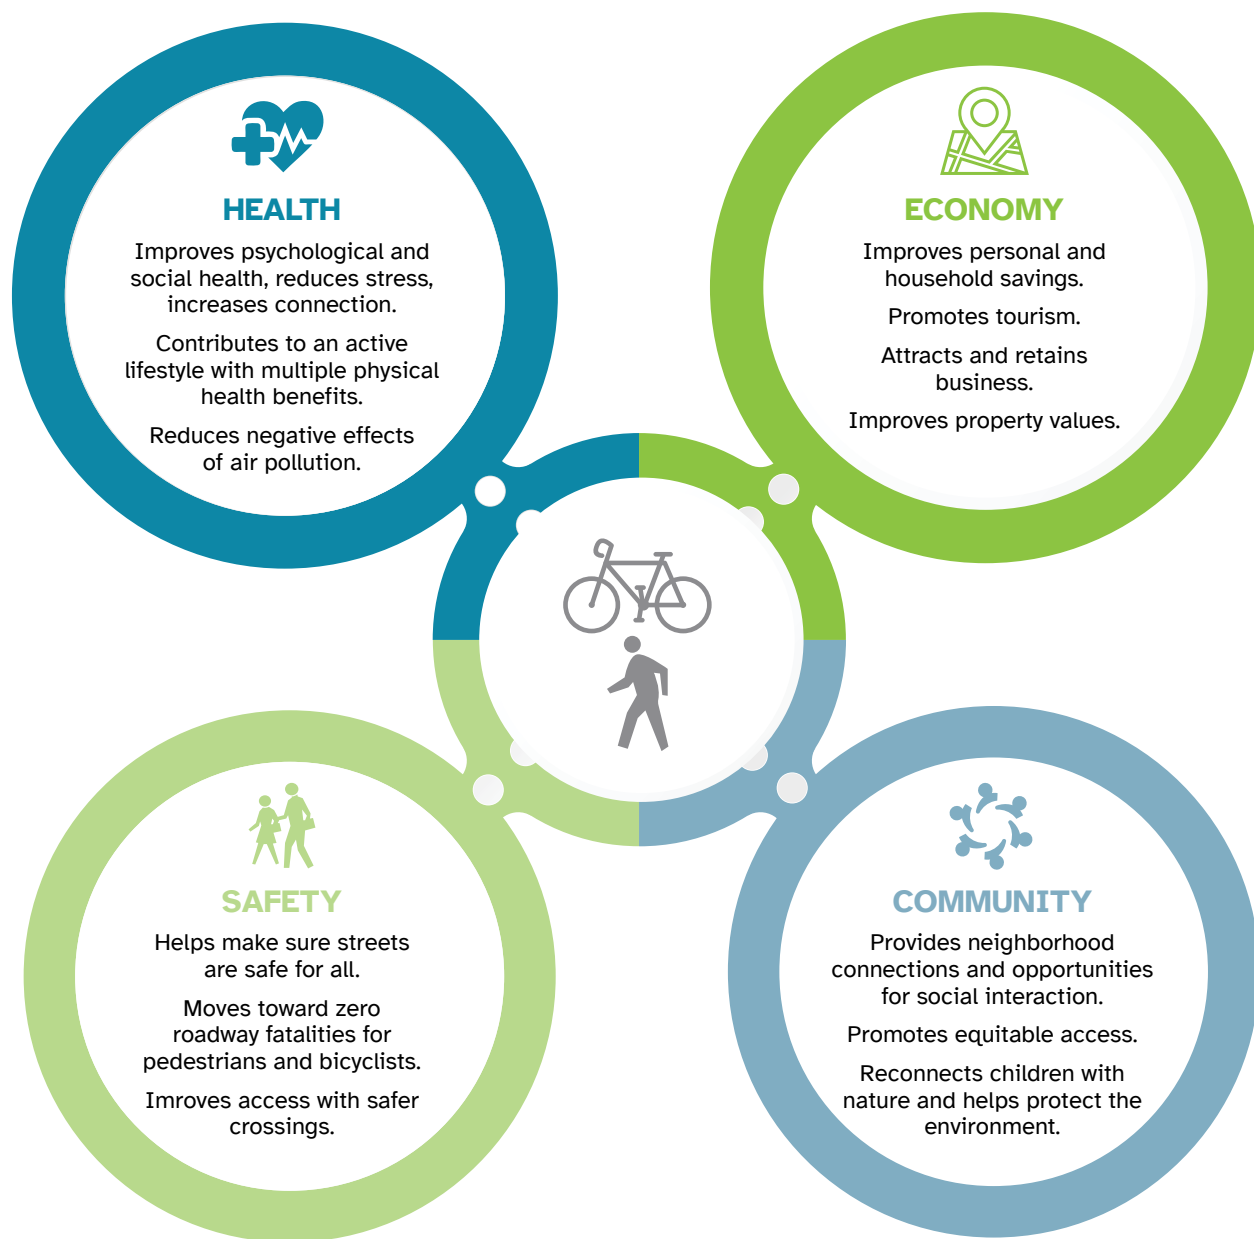 HEALTH
Improves psychological and
social health, reduces stress,
increases connection.
Contributes to an active
lifestyle with multiple physical
health benefits.
Reduces negative effects
of air pollution.
ECONOMY
Improves personal and
household savings.
Promotes tourism.
Attracts and retains
business.
Improves property values.
SAFETY
Helps make sure streets
are safe for all.
Moves toward zero
roadway fatalities for
pedestrians and bicyclists.
Imroves access with safer
crossings.
COMMUNITY
Provides neighborhood
connections and opportunities
for social interaction.
Promotes equitable access.
Reconnects children with
nature and helps protect the
environment.